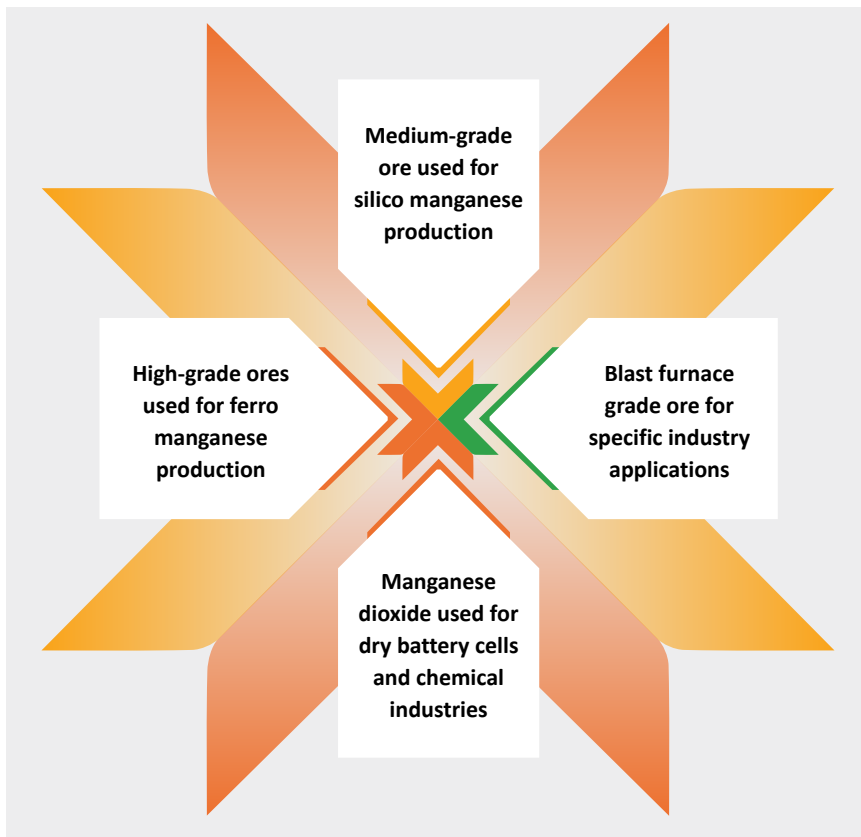 Medium-grade
ore used for
silico manganese
production
High-grade ores
used for ferro
manganese
production
Blast furnace
grade ore for
specific industry
applications
Manganese
dioxide used for
dry battery cells
and chemical
industries